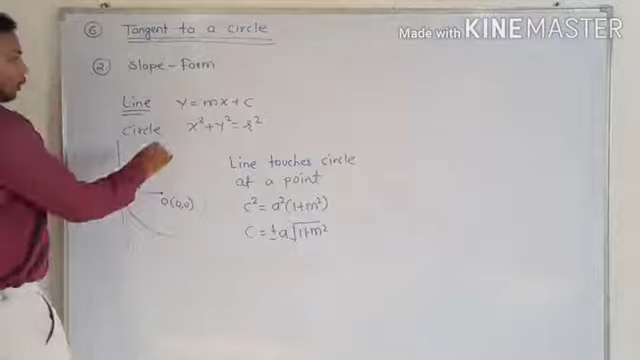 ⑥ Tangent to a circle
Made with KINEMASTER
② Slope-Form
Line y = mx + c
Circle x² + y² = r²
Line touches circle
at a point
O(0,0)
c² = a²(1+m²)
c = ±a√1+m²